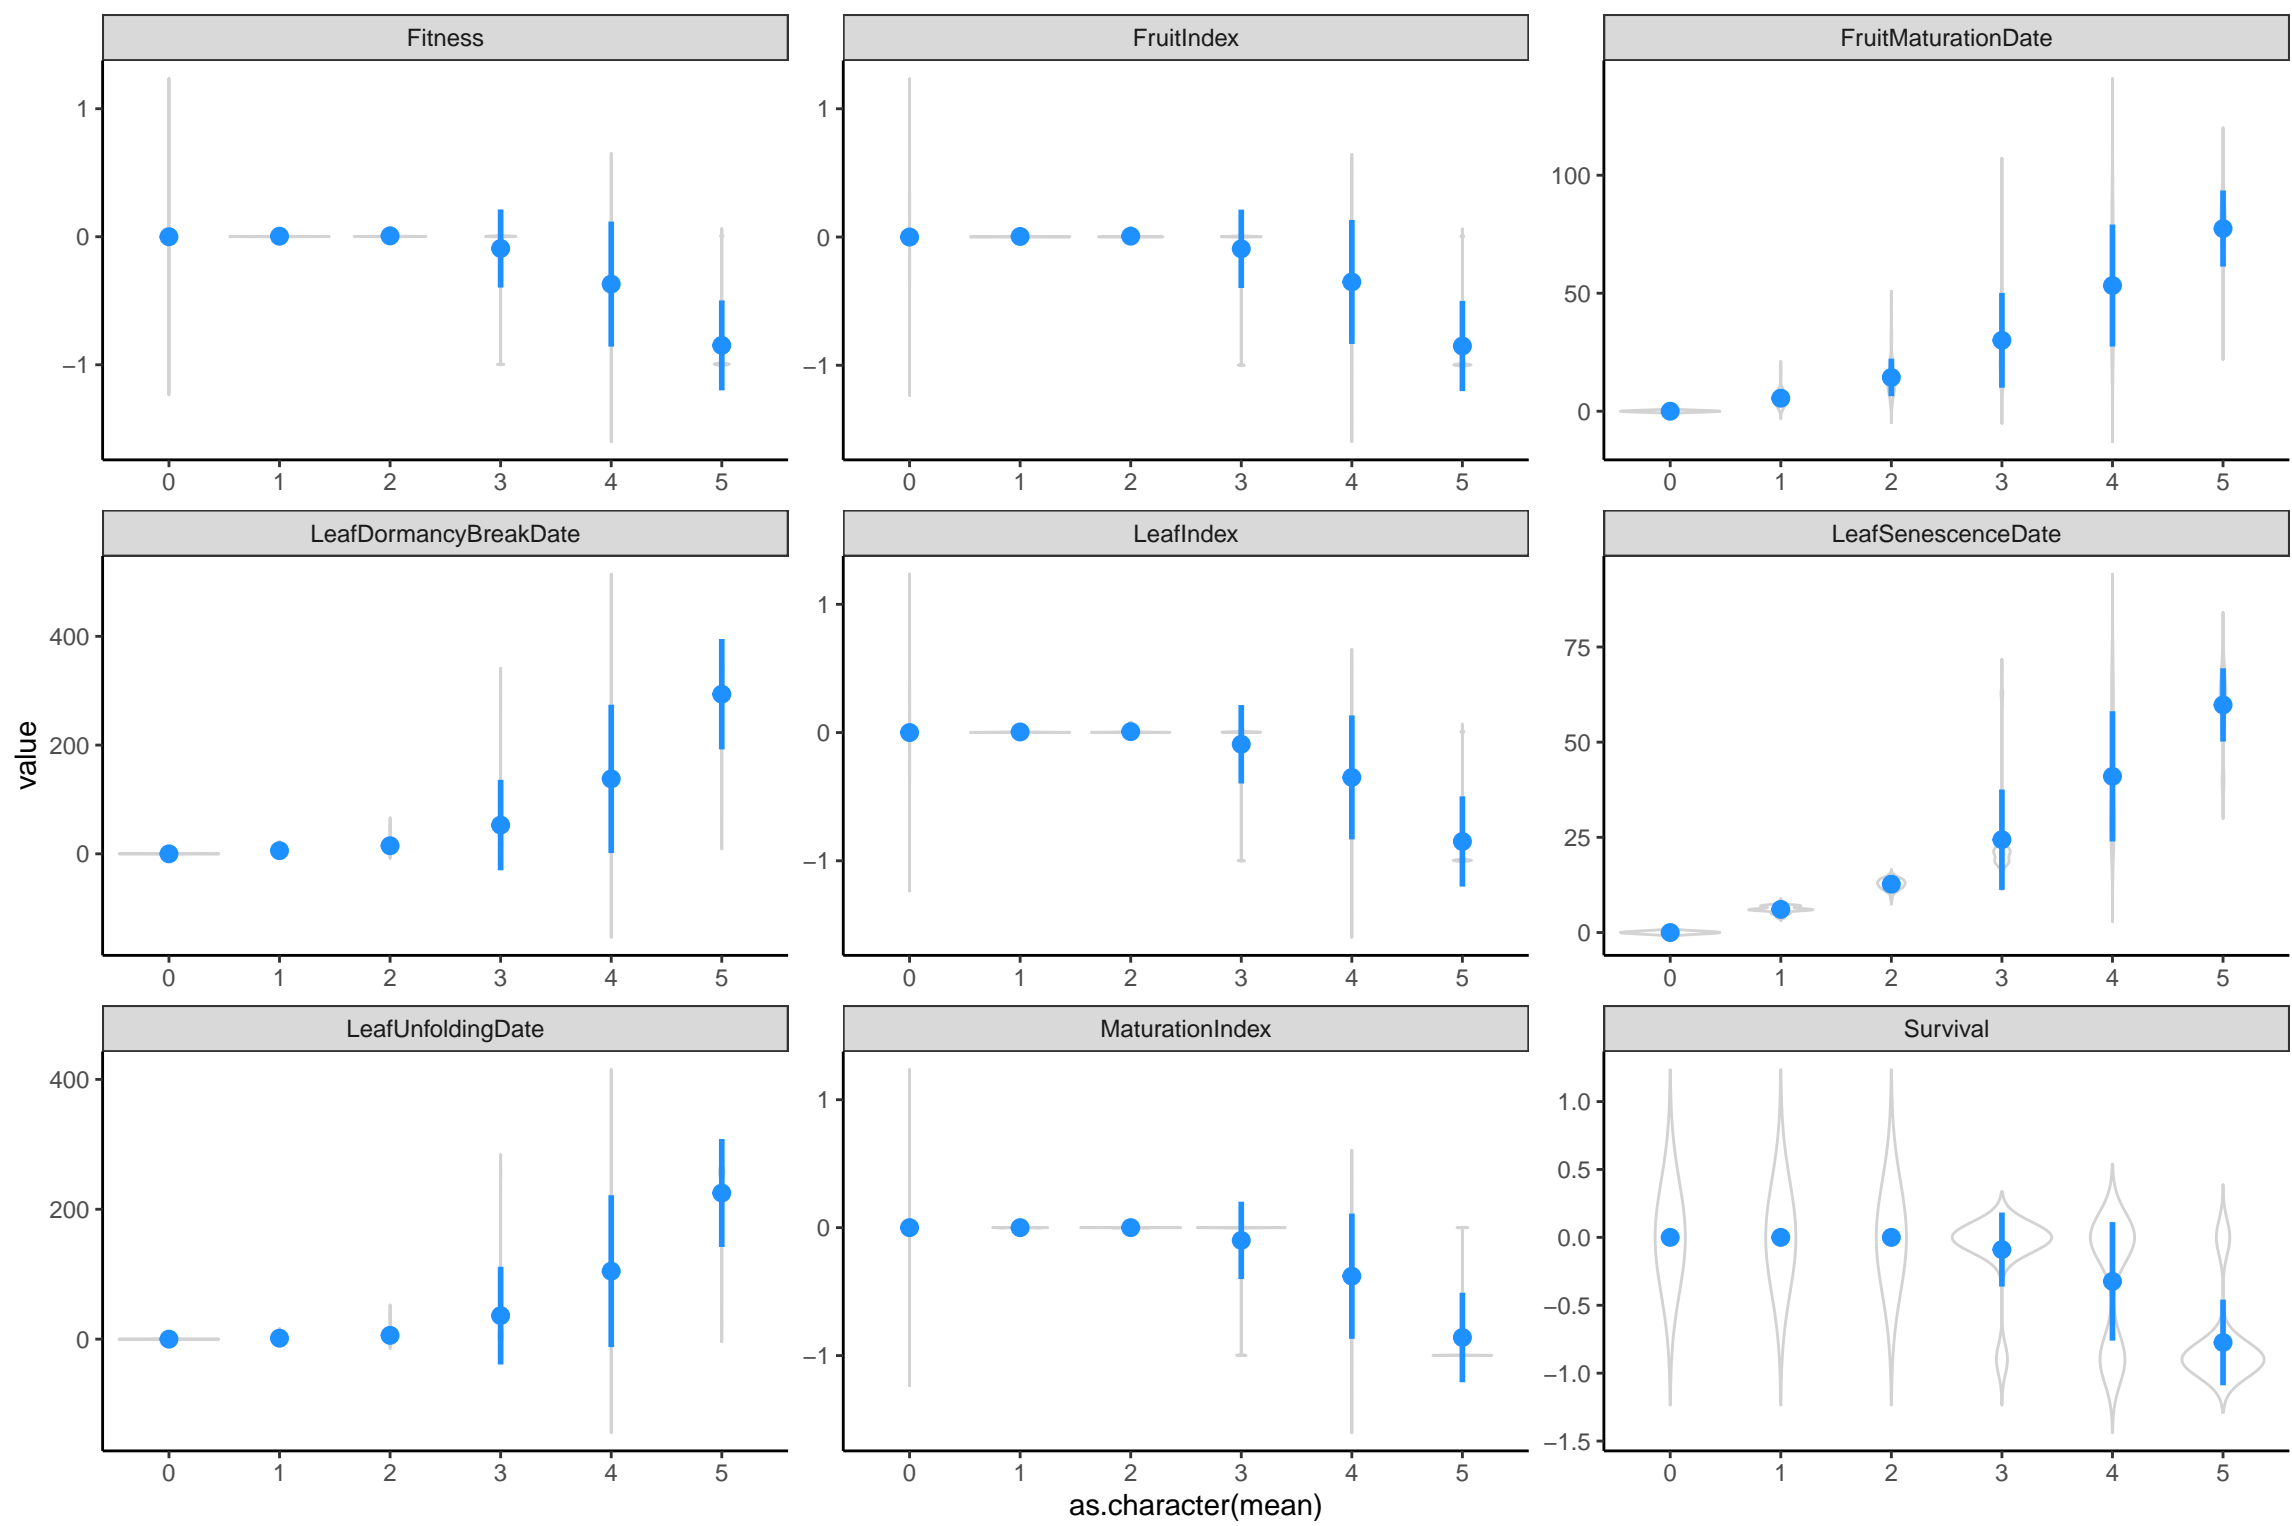 Fitness
1
0
−1
0 1 2 3 4 5
FruitIndex
1
0
−1
0 1 2 3 4 5
FruitMaturationDate
100
50
0
0 1 2 3 4 5
LeafDormancyBreakDate
400
200
0
0 1 2 3 4 5
LeafIndex
1
0
−1
0 1 2 3 4 5
LeafSenescenceDate
75
50
25
0
0 1 2 3 4 5
LeafUnfoldingDate
400
200
0
0 1 2 3 4 5
MaturationIndex
1
0
−1
0 1 2 3 4 5
Survival
1.0
0.5
0.0
−0.5
−1.0
−1.5
0 1 2 3 4 5
value
as.character(mean)